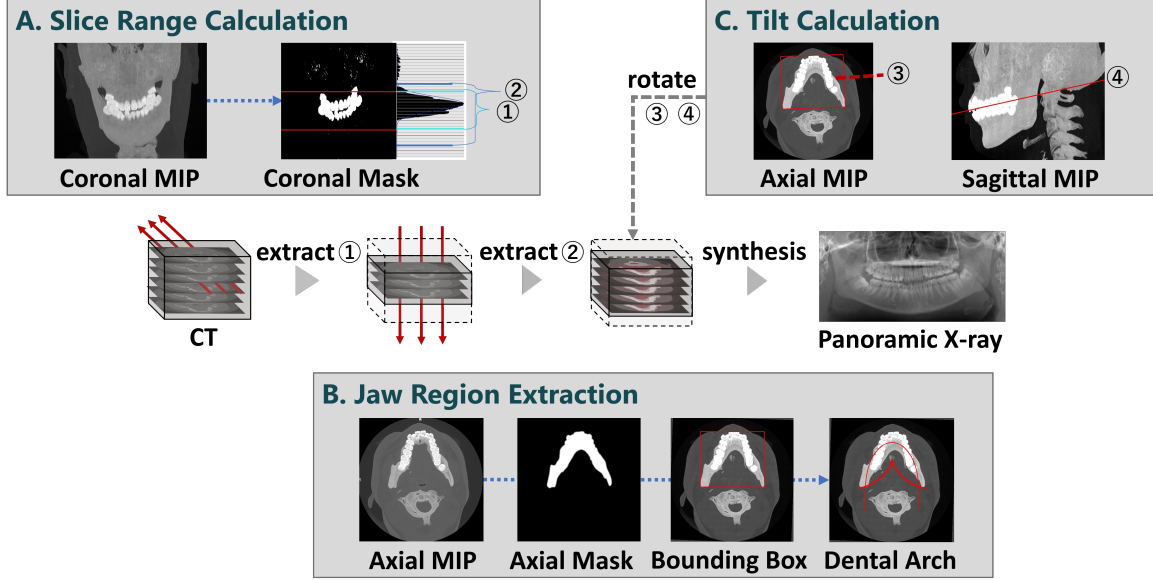 A. Slice Range Calculation
②
①
Coronal MIP
Coronal Mask
C. Tilt Calculation
③
④
Axial MIP
Sagittal MIP
rotate
③ ④
extract ①
extract ②
synthesis
CT
Panoramic X-ray
B. Jaw Region Extraction
Axial MIP
Axial Mask
Bounding Box
Dental Arch